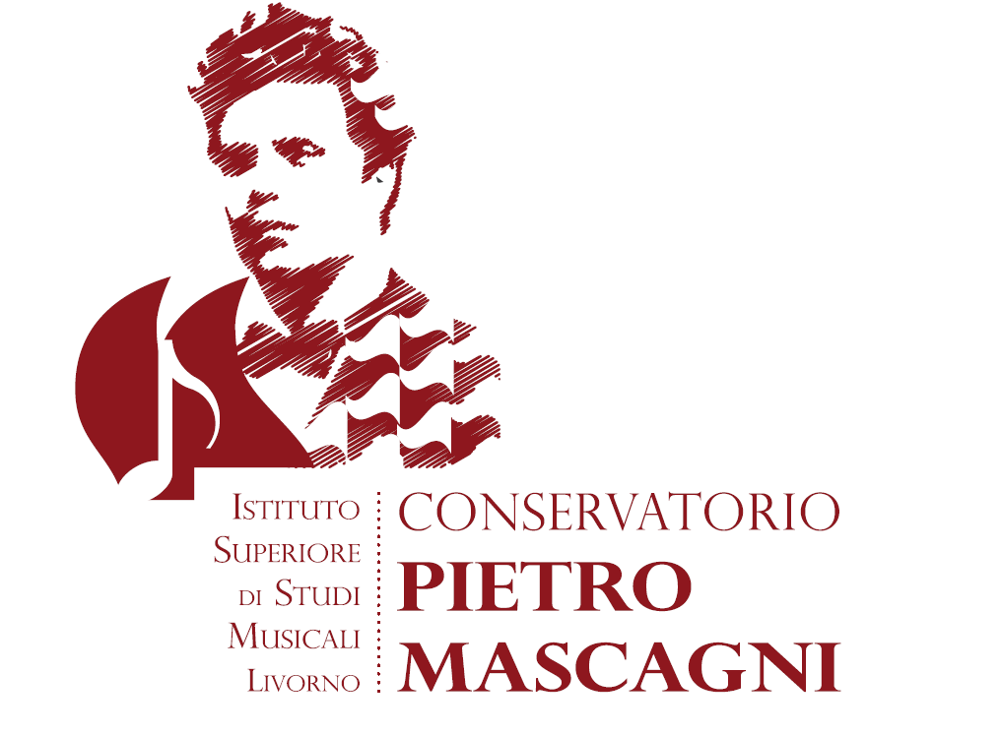 Istituto
Superiore
di Studi
Musicali
Livorno
CONSERVATORIO
PIETRO
MASCAGNI